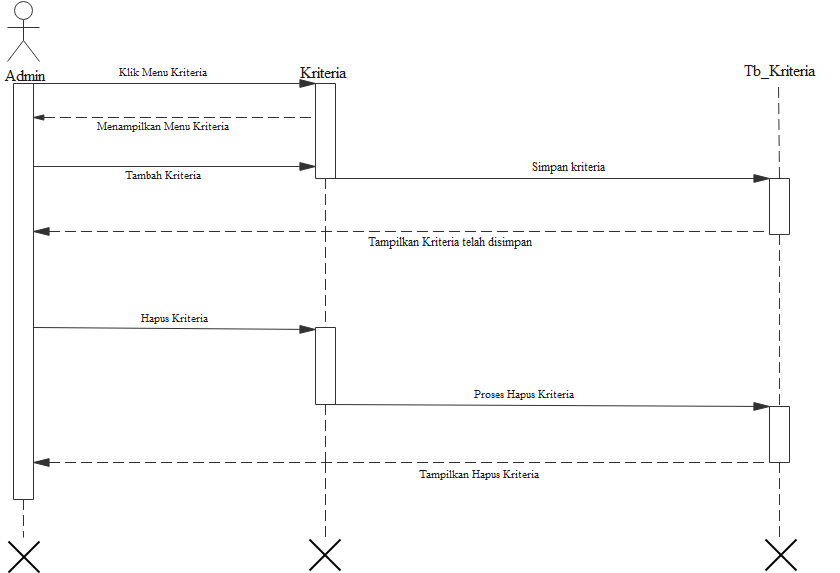 Admin
Kriteria
Tb_Kriteria
Klik Menu Kriteria
Menampilkan Menu Kriteria
Tambah Kriteria
Simpan kriteria
Tampilkan Kriteria telah disimpan
Hapus Kriteria
Proses Hapus Kriteria
Tampilkan Hapus Kriteria